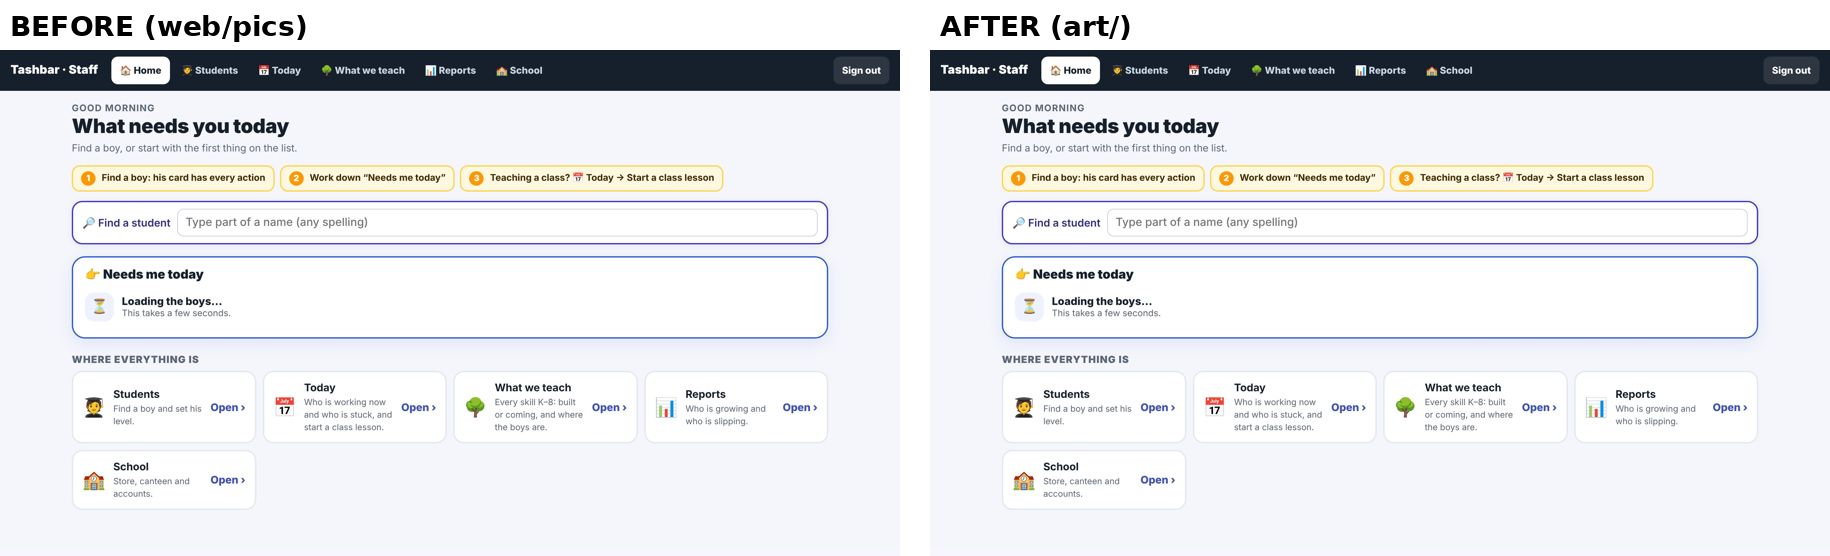 BEFORE (web/pics)
Tashbar · Staff
🏠 Home
Students
Today
What we teach
Reports
School
Sign out
GOOD MORNING
What needs you today
Find a boy, or start with the first thing on the list.
1 Find a boy: his card has every action
2 Work down “Needs me today”
3 Teaching a class? 📅 Today → Start a class lesson
🔎 Find a student
Type part of a name (any spelling)
👉 Needs me today
Loading the boys...
This takes a few seconds.
WHERE EVERYTHING IS
Students
Find a boy and set his
level.
Open ›
Today
Who is working now
and who is stuck, and
start a class lesson.
Open ›
What we teach
Every skill K–8: built
or coming, and where
the boys are.
Open ›
Reports
Who is growing and
who is slipping.
Open ›
School
Store, canteen and
accounts.
Open ›
AFTER (art/)
Tashbar · Staff
🏠 Home
Students
Today
What we teach
Reports
School
Sign out
GOOD MORNING
What needs you today
Find a boy, or start with the first thing on the list.
1 Find a boy: his card has every action
2 Work down “Needs me today”
3 Teaching a class? 📅 Today → Start a class lesson
🔎 Find a student
Type part of a name (any spelling)
👉 Needs me today
Loading the boys...
This takes a few seconds.
WHERE EVERYTHING IS
Students
Find a boy and set his
level.
Open ›
Today
Who is working now
and who is stuck, and
start a class lesson.
Open ›
What we teach
Every skill K–8: built
or coming, and where
the boys are.
Open ›
Reports
Who is growing and
who is slipping.
Open ›
School
Store, canteen and
accounts.
Open ›